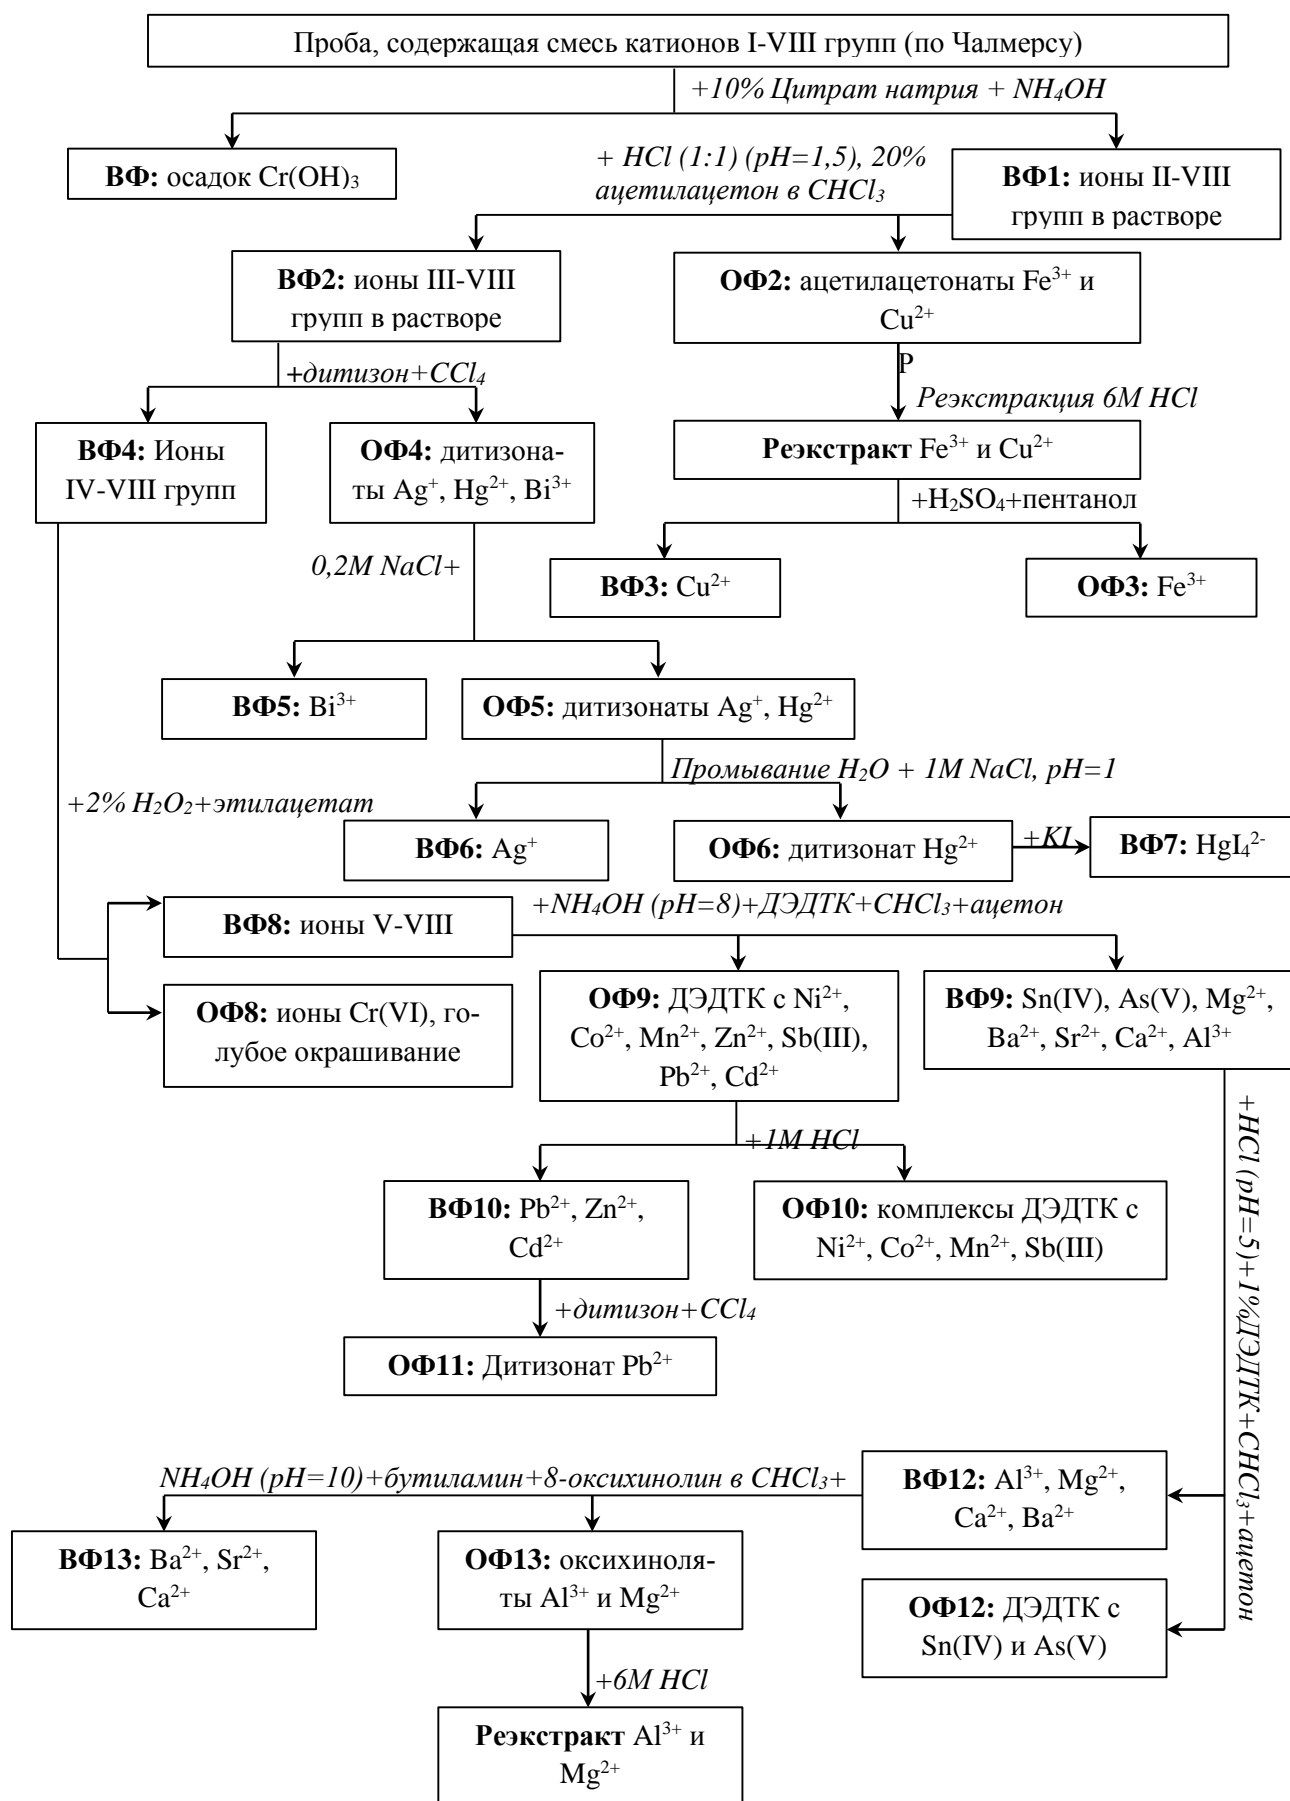 Проба, содержащая смесь катионов I-VIII групп (по Чалмерсу)
+10% Цитрат натрия + NH₄OH
ВФ: осадок Cr(OH)₃
+ HCl (1:1) (pH=1,5), 20%
ацетилацетон в CHCl₃
ВФ1: ионы II-VIII
групп в растворе
ВФ2: ионы III-VIII
групп в растворе
ОФ2: ацетилацетонаты Fe³⁺ и
Cu²⁺
+дитизон+CCl₄
Р
Реэкстракция 6M HCl
ВФ4: Ионы
IV-VIII групп
ОФ4: дитизона-
ты Ag⁺, Hg²⁺, Bi³⁺
Реэкстракт Fe³⁺ и Cu²⁺
+H₂SO₄+пентанол
0,2M NaCl+
ВФ3: Cu²⁺
ОФ3: Fe³⁺
ВФ5: Bi³⁺
ОФ5: дитизонаты Ag⁺, Hg²⁺
Промывание H₂O + 1M NaCl, pH=1
+2% H₂O₂+этилацетат
ВФ6: Ag⁺
ОФ6: дитизонат Hg²⁺
+KI
ВФ7: HgI₄²⁻
+NH₄OH (pH=8)+ДЭДТК+CHCl₃+ацетон
ВФ8: ионы V-VIII
ОФ8: ионы Cr(VI), го-
лубое окрашивание
ОФ9: ДЭДТК с Ni²⁺,
Co²⁺, Mn²⁺, Zn²⁺, Sb(III),
Pb²⁺, Cd²⁺
ВФ9: Sn(IV), As(V), Mg²⁺,
Ba²⁺, Sr²⁺, Ca²⁺, Al³⁺
+1M HCl
+HCl (pH=5)+1%ДЭДТК+CHCl₃+ацетон
ВФ10: Pb²⁺, Zn²⁺,
Cd²⁺
ОФ10: комплексы ДЭДТК с
Ni²⁺, Co²⁺, Mn²⁺, Sb(III)
+дитизон+CCl₄
ОФ11: Дитизонат Pb²⁺
NH₄OH (pH=10)+бутиламин+8-оксихинолин в CHCl₃+
ВФ12: Al³⁺, Mg²⁺,
Ca²⁺, Ba²⁺
ВФ13: Ba²⁺, Sr²⁺,
Ca²⁺
ОФ13: оксихиноля-
ты Al³⁺ и Mg²⁺
ОФ12: ДЭДТК с
Sn(IV) и As(V)
+6M HCl
Реэкстракт Al³⁺ и
Mg²⁺